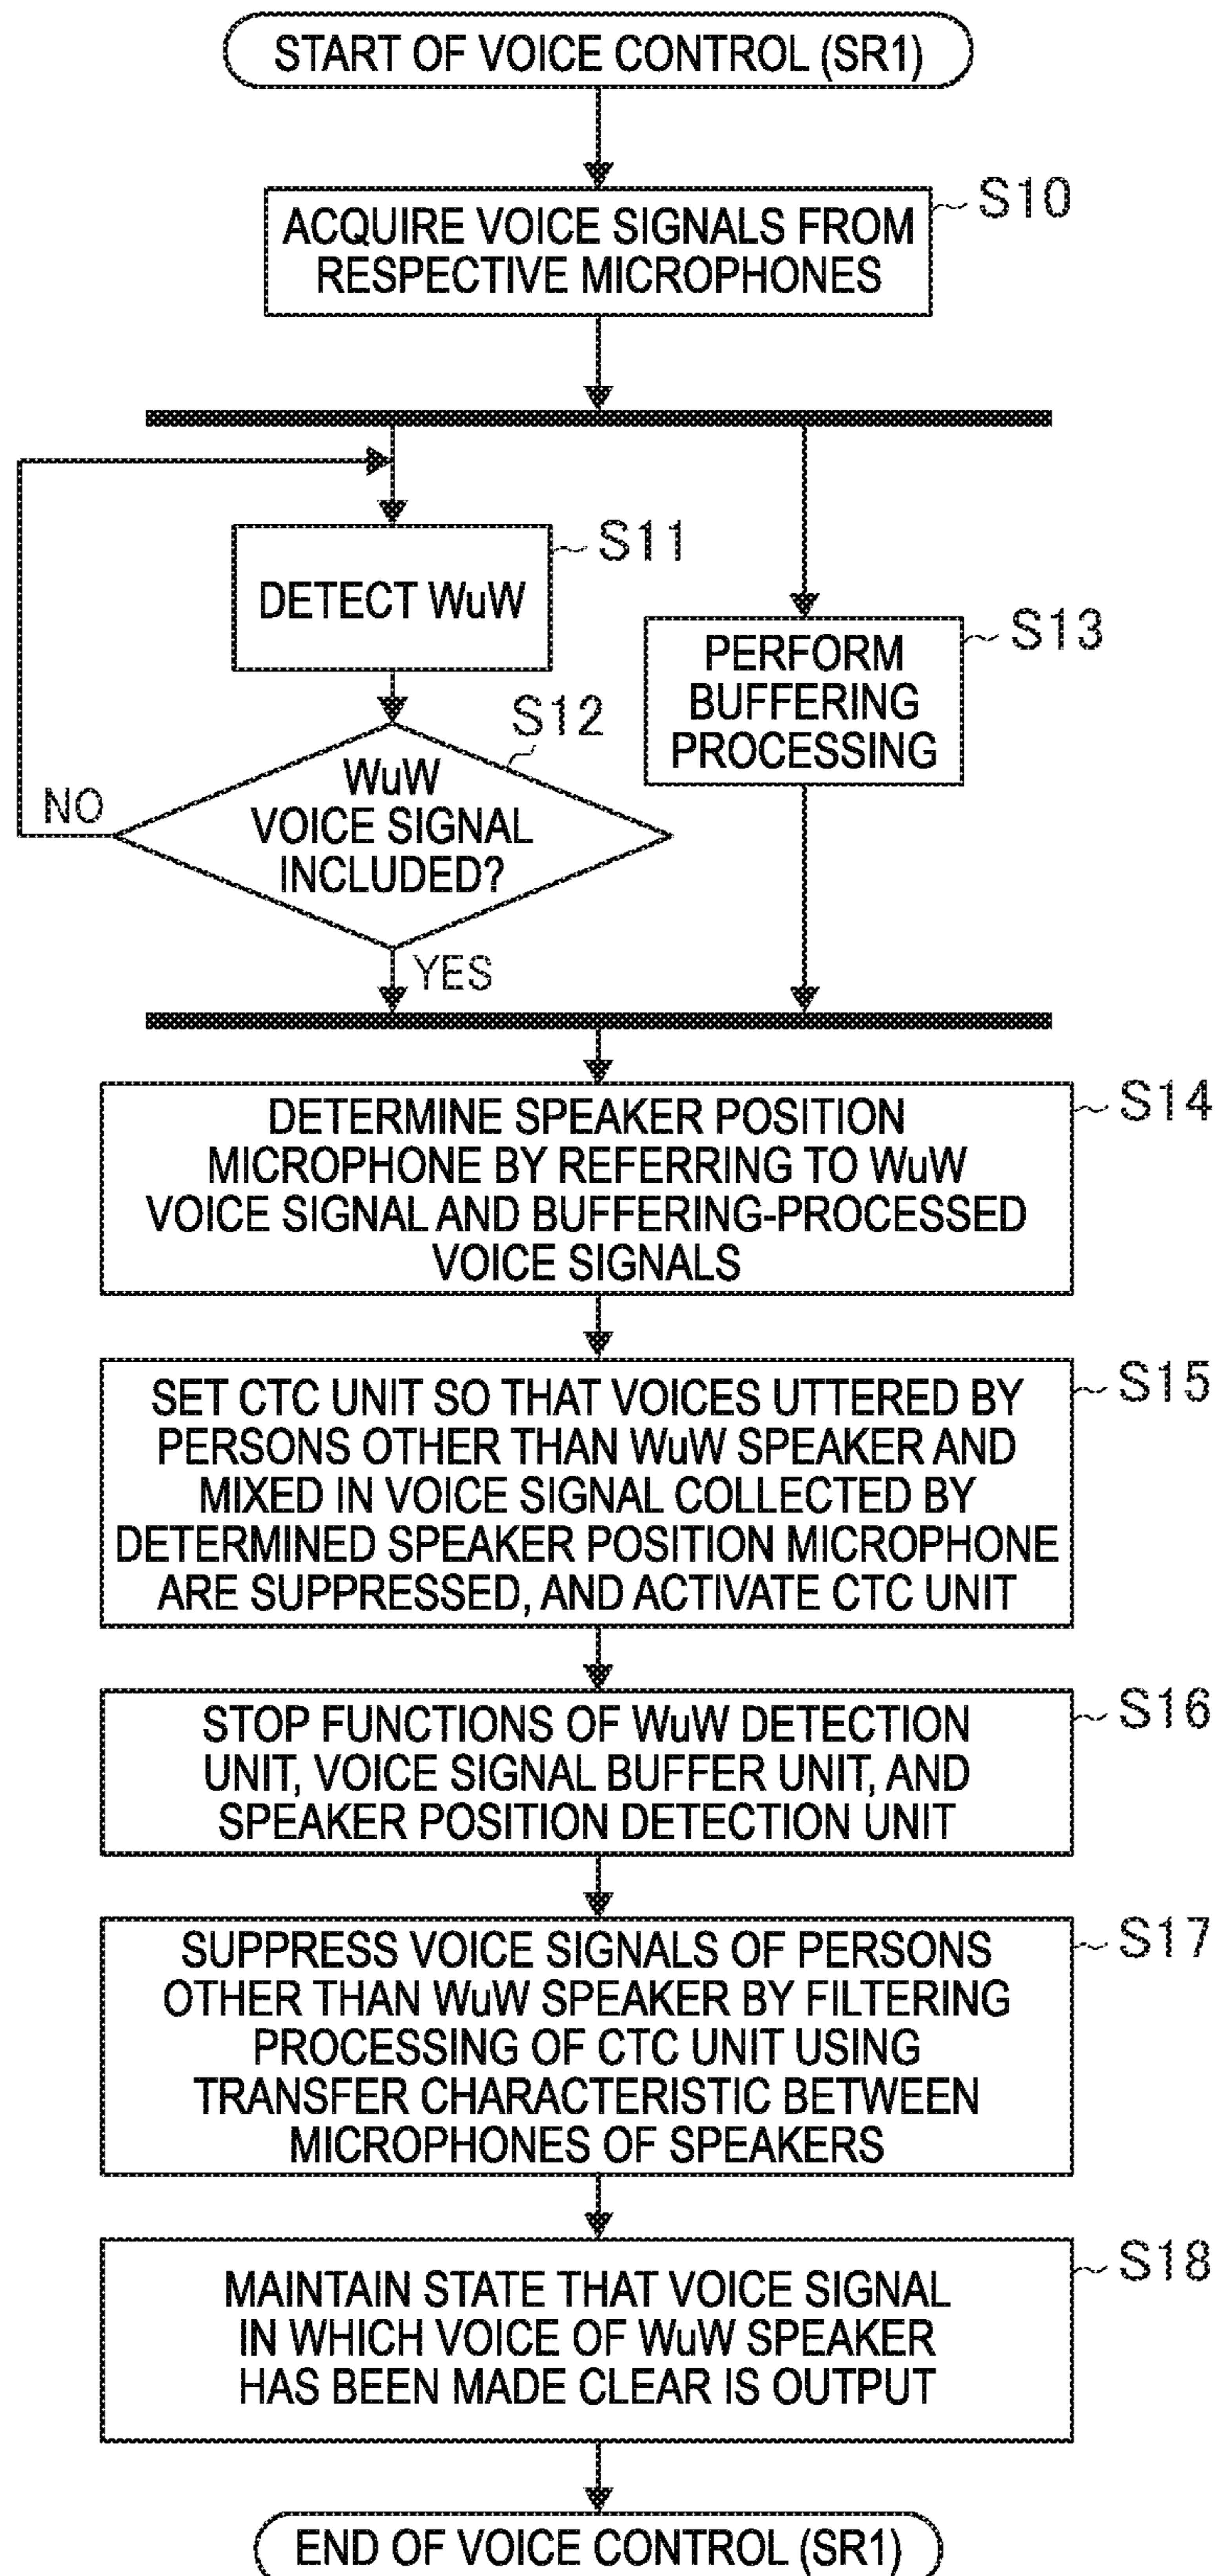 START OF VOICE CONTROL (SR1)
S10
ACQUIRE VOICE SIGNALS FROM
RESPECTIVE MICROPHONES
S11
DETECT WuW
S13
PERFORM
BUFFERING
PROCESSING
S12
WuW
VOICE SIGNAL
INCLUDED?
NO
YES
S14
DETERMINE SPEAKER POSITION
MICROPHONE BY REFERRING TO WuW
VOICE SIGNAL AND BUFFERING-PROCESSED
VOICE SIGNALS
S15
SET CTC UNIT SO THAT VOICES UTTERED BY
PERSONS OTHER THAN WuW SPEAKER AND
MIXED IN VOICE SIGNAL COLLECTED BY
DETERMINED SPEAKER POSITION MICROPHONE
ARE SUPPRESSED, AND ACTIVATE CTC UNIT
S16
STOP FUNCTIONS OF WuW DETECTION
UNIT, VOICE SIGNAL BUFFER UNIT, AND
SPEAKER POSITION DETECTION UNIT
S17
SUPPRESS VOICE SIGNALS OF PERSONS
OTHER THAN WuW SPEAKER BY FILTERING
PROCESSING OF CTC UNIT USING
TRANSFER CHARACTERISTIC BETWEEN
MICROPHONES OF SPEAKERS
S18
MAINTAIN STATE THAT VOICE SIGNAL
IN WHICH VOICE OF WuW SPEAKER
HAS BEEN MADE CLEAR IS OUTPUT
END OF VOICE CONTROL (SR1)